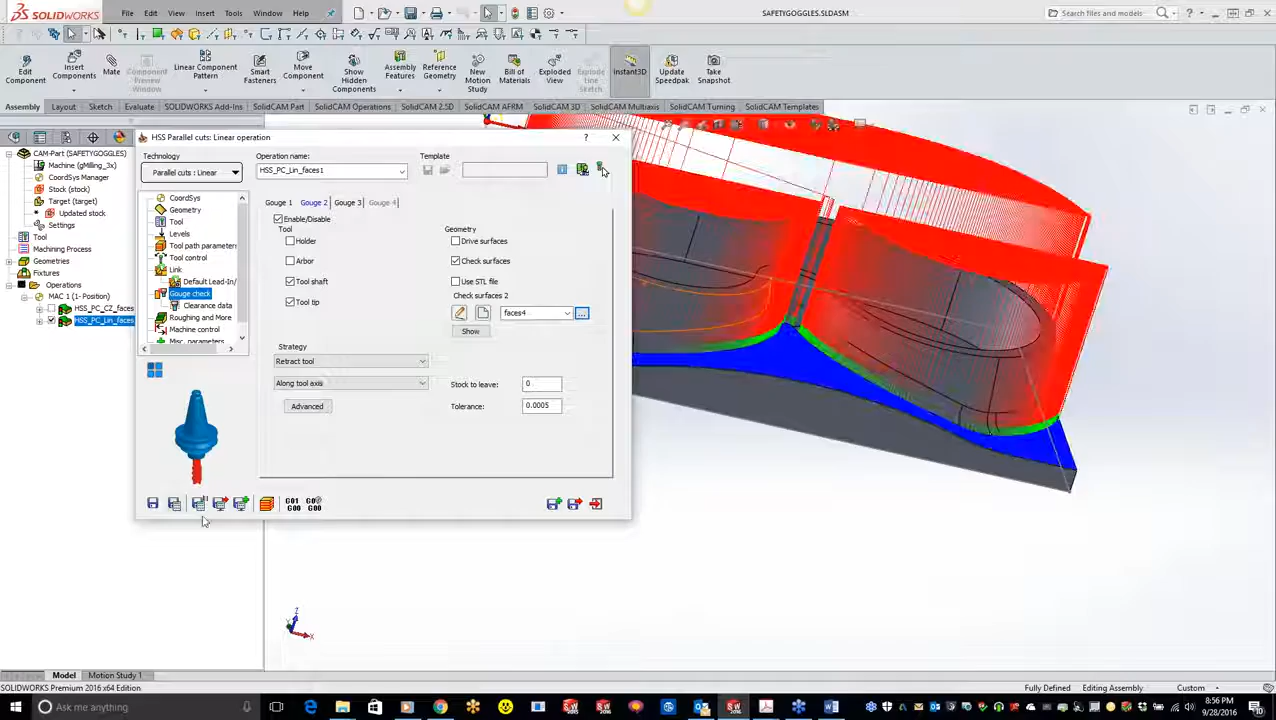 SOLIDWORKS
File Edit View Insert Tools Window Help
SAFETYGOGGLES.SLDASM
Search files and models
Edit Component
Insert Components
Mate
Component Preview Window
Linear Component Pattern
Smart Fasteners
Move Component
Show Hidden Components
Assembly Features
Reference Geometry
New Motion Study
Bill of Materials
Exploded View
Explode Line Sketch
Instant3D
Update Speedpak
Take Snapshot
Assembly Layout Sketch Evaluate SOLIDWORKS Add-Ins SolidCAM Part SolidCAM Operations SolidCAM 2.5D SolidCAM AFRM SolidCAM 3D SolidCAM Multiaxis SolidCAM Turning SolidCAM Templates
CAM-Part (SAFETYGOGGLES)
Machine (gMilling_3x)
CoordSys Manager
Stock (stock)
Target (target)
Updated stock
Settings
Tool
Machining Process
Geometries
Fixtures
Operations
MAC 1 (1- Position)
HSS_PC_C2_faces
HSS_PC_Lin_faces
HSS Parallel cuts: Linear operation
Technology
Parallel cuts : Linear
Operation name:
HSS_PC_Lin_faces1
Template
CoordSys
Geometry
Tool
Levels
Tool path parameters
Tool control
Link
Default Lead-In/
Gouge check
Clearance data
Roughing and More
Machine control
Misc. parameters
Gouge 1 Gouge 2 Gouge 3 Gouge 4
Enable/Disable
Tool
Holder
Arbor
Tool shaft
Tool tip
Geometry
Drive surfaces
Check surfaces
Use STL file
Check surfaces 2
faces4
...
Show
Strategy
Retract tool
Along tool axis
Advanced
Stock to leave: 0
Tolerance: 0.0005
G01 G00
Z
X
Model Motion Study 1
SOLIDWORKS Premium 2016 x64 Edition
Fully Defined Editing Assembly Custom
Ask me anything
8:56 PM
9/28/2016